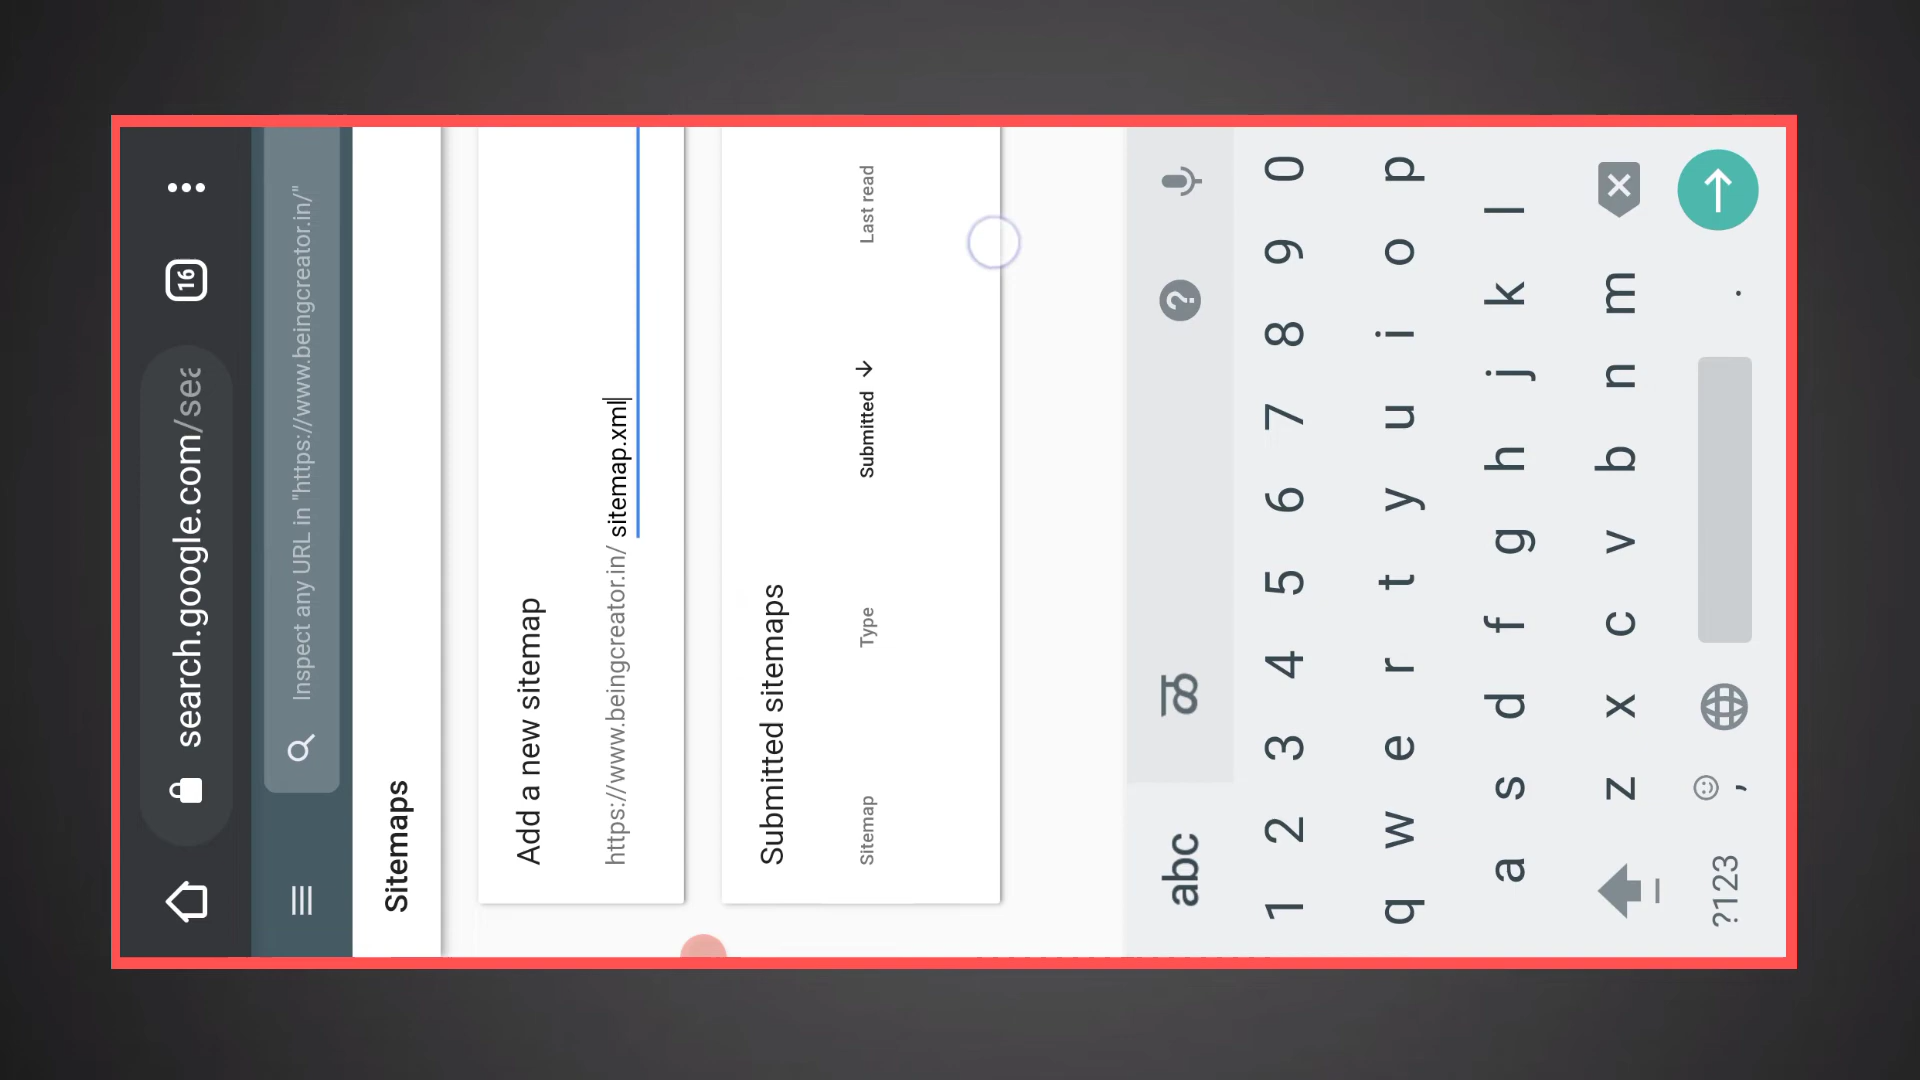 search.google.com/sea
16
Inspect any URL in "https://www.beingcreator.in/"
Sitemaps
Add a new sitemap
https://www.beingcreator.in/ sitemap.xml
Submitted sitemaps
Sitemap Type Submitted Last read
abc
1 2 3 4 5 6 7 8 9 0
q w e r t y u i o p
a s d f g h j k l
z x c v b n m
?123 , .